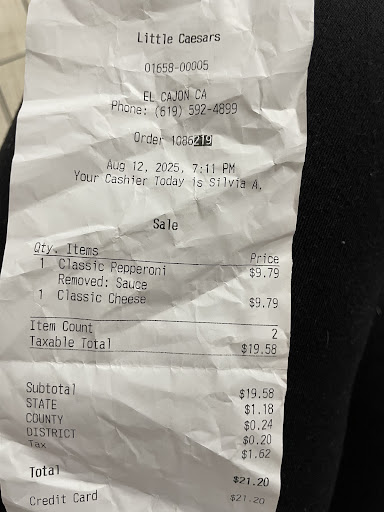 Little Caesars
01658-00005
EL CAJON CA
Phone: (619) 592-4899
Order 1086219
Aug 12, 2025, 7:11 PM
Your Cashier Today is Silvia A.
Sale
Qty. Items Price
1 Classic Pepperoni $9.79
Removed: Sauce
1 Classic Cheese $9.79
Item Count 2
Taxable Total $19.58
Subtotal $19.58
STATE $1.18
COUNTY $0.24
DISTRICT $0.20
Tax $1.62
Total $21.20
Credit Card $21.20